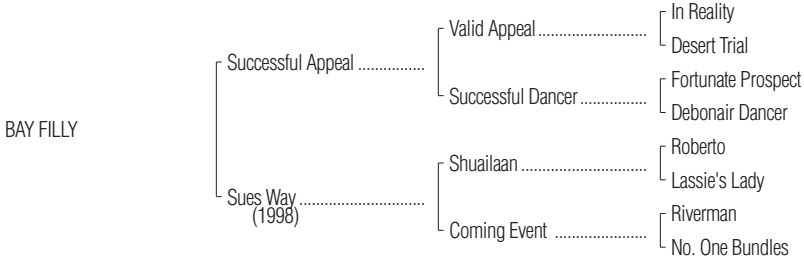 In Reality
Valid Appeal ..........................
Desert Trial
Successful Appeal ................
Fortunate Prospect
Successful Dancer ................
Debonair Dancer
BAY FILLY
Roberto
Shuailaan ..............................
Lassie's Lady
Sues Way ..............................
(1998)
Riverman
Coming Event ......................
No. One Bundles